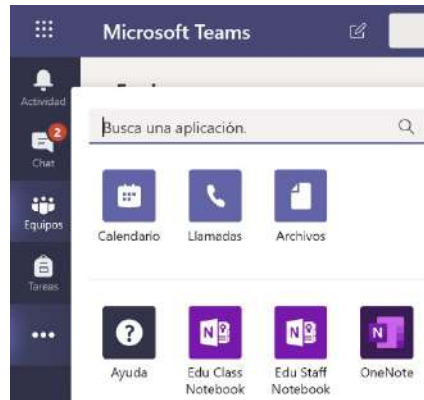 Microsoft Teams
Actividad
Busca una aplicación.
2
Chat
Equipos
Calendario Llamadas Archivos
Tareas
Ayuda Edu Class Notebook Edu Staff Notebook OneNote